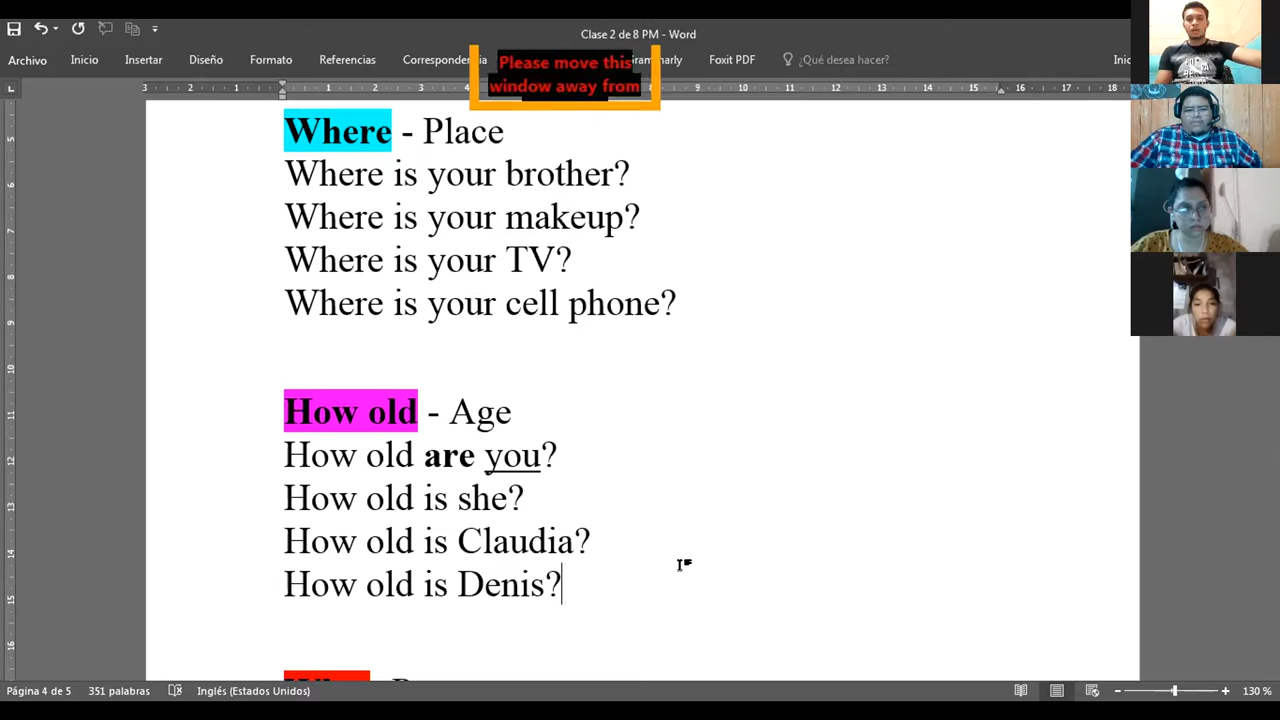 Clase 2 de 8 PM - Word
Archivo Inicio Insertar Diseño Formato Referencias Foxit PDF ¿Qué desea hacer?
Please move this
window away from
Where - Place
Where is your brother?
Where is your makeup?
Where is your TV?
Where is your cell phone?
How old - Age
How old are you?
How old is she?
How old is Claudia?
How old is Denis?
Página 4 de 5 351 palabras Inglés (Estados Unidos) 130 %